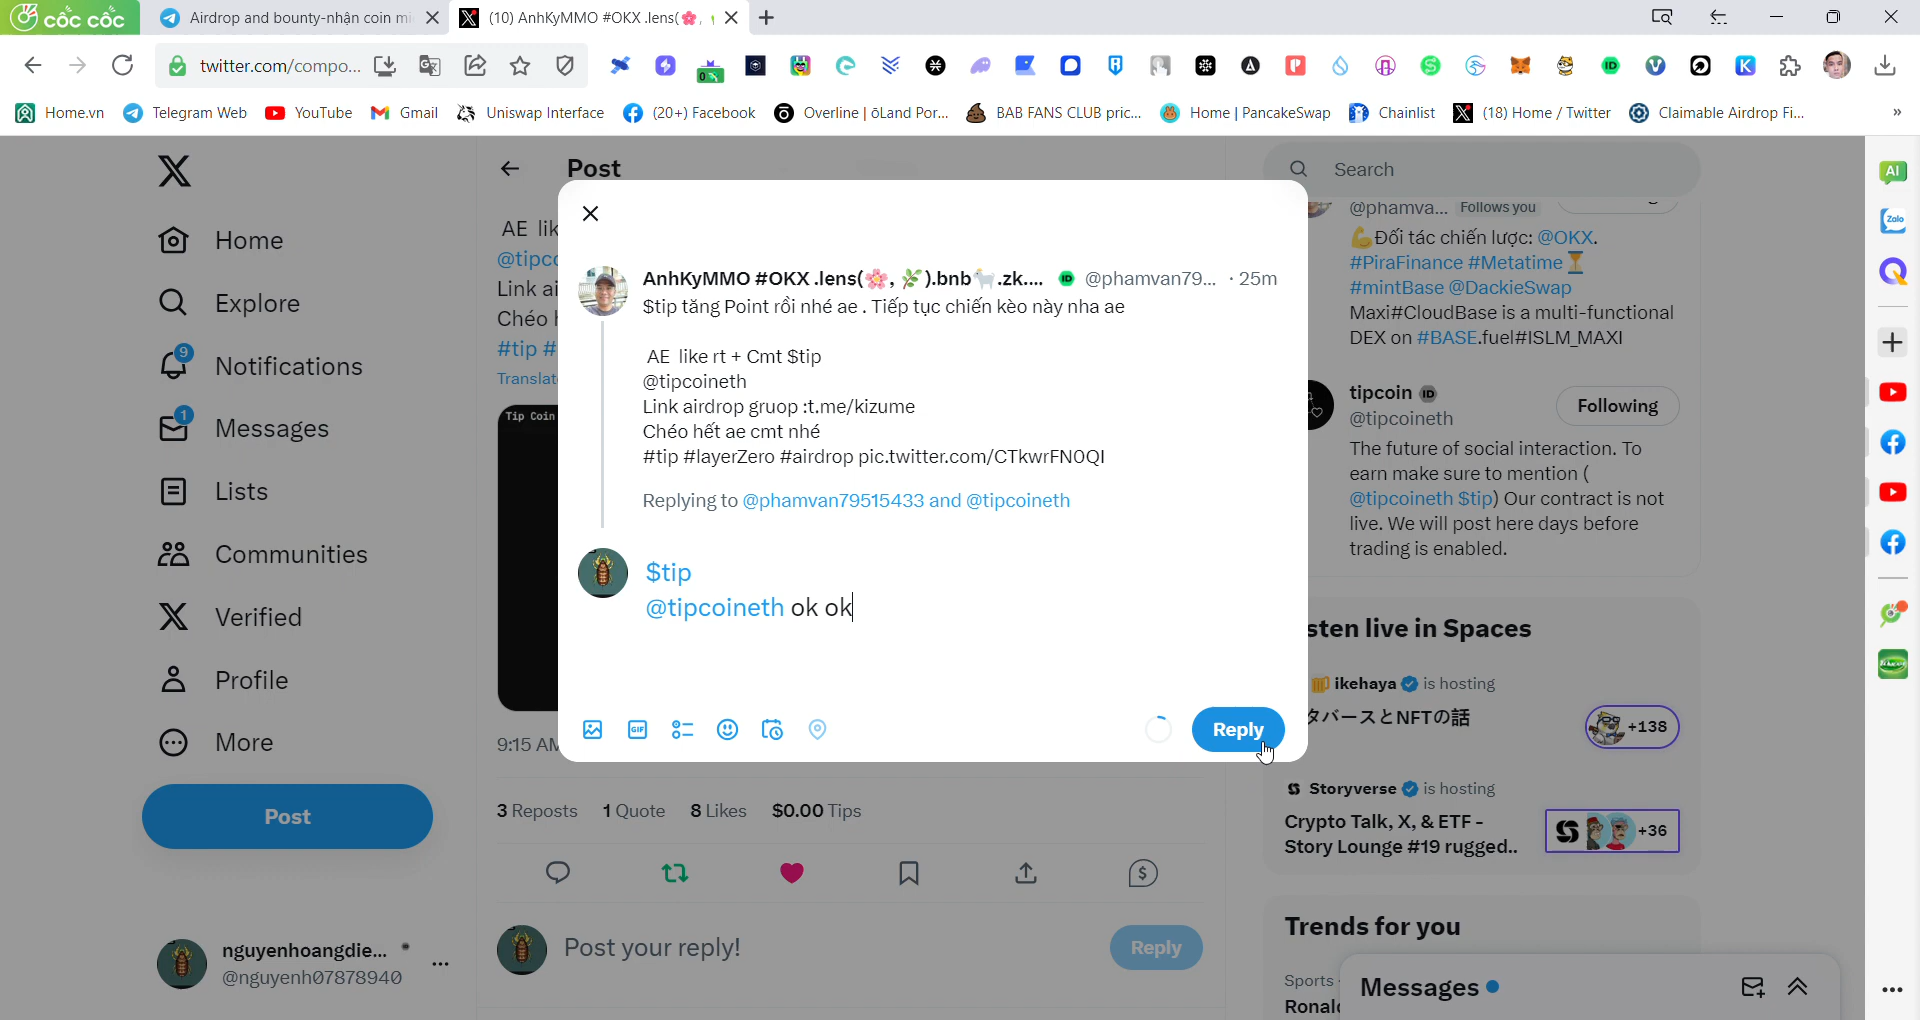 cốc cốc
Airdrop and bounty-nhận coin mi
(10) AnhKyMMO #OKX .lens(🌸,
twitter.com/compo...
Home.vn
Telegram Web
YouTube
Gmail
Uniswap Interface
(20+) Facebook
Overline | ōLand Por...
BAB FANS CLUB pric...
Home | PancakeSwap
Chainlist
(18) Home / Twitter
Claimable Airdrop Fi...
Home
Explore
9
Notifications
1
Messages
Lists
Communities
Verified
Profile
More
Post
nguyenhoangdie...
@nguyenh07878940
Post
AE lik
@tipco
Link ai
Chéo h
#tip #
Translat
Tip Coin
AnhKyMMO #OKX .lens(🌸, 🌿).bnb🐐.zk.... @phamvan79... · 25m
$tip tăng Point rồi nhé ae . Tiếp tục chiến kèo này nha ae
AE like rt + Cmt $tip
@tipcoineth
Link airdrop gruop :t.me/kizume
Chéo hết ae cmt nhé
#tip #layerZero #airdrop pic.twitter.com/CTkwrFN0QI
Replying to @phamvan79515433 and @tipcoineth
$tip
@tipcoineth ok ok
GIF
Reply
9:15 AM
3 Reposts 1 Quote 8 Likes $0.00 Tips
Post your reply!
Reply
Search
@phamva... Follows you
💪Đối tác chiến lược: @OKX.
#PiraFinance #Metatime⏳
#mintBase @DackieSwap
Maxi#CloudBase is a multi-functional
DEX on #BASE.fuel#ISLM_MAXI
tipcoin
@tipcoineth
Following
The future of social interaction. To
earn make sure to mention (
@tipcoineth $tip) Our contract is not
live. We will post here days before
trading is enabled.
sten live in Spaces
🍻ikehaya is hosting
タバースとNFTの話
+138
Storyverse is hosting
Crypto Talk, X, & ETF -
Story Lounge #19 rugged..
+36
Trends for you
Sports
Ronal
Messages
AI
Zalo